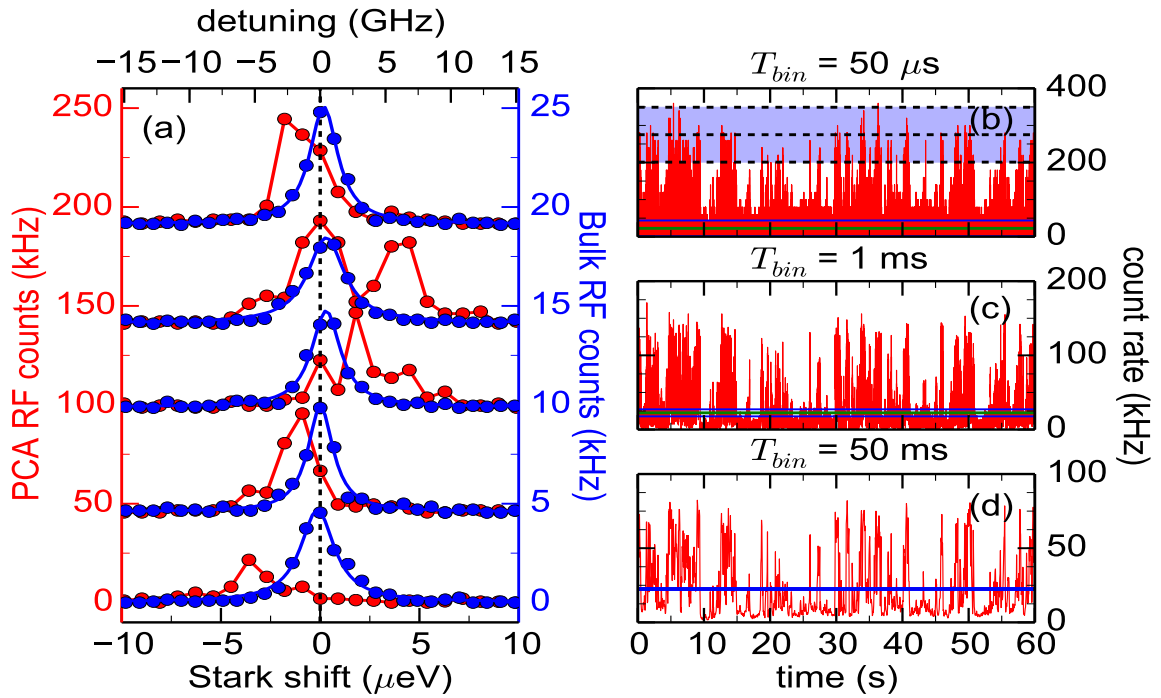 detuning (GHz)
−15 −10 −5 0 5 10 15
PCA RF counts (kHz)
250
200
150
100
50
0
(a)
25
20
15
10
5
0
Bulk RF counts (kHz)
−10 −5 0 5 10
Stark shift (μeV)
T_bin = 50 μs
(b)
400
200
0
T_bin = 1 ms
(c)
200
100
0
T_bin = 50 ms
(d)
100
50
0
count rate (kHz)
0 10 20 30 40 50 60
time (s)